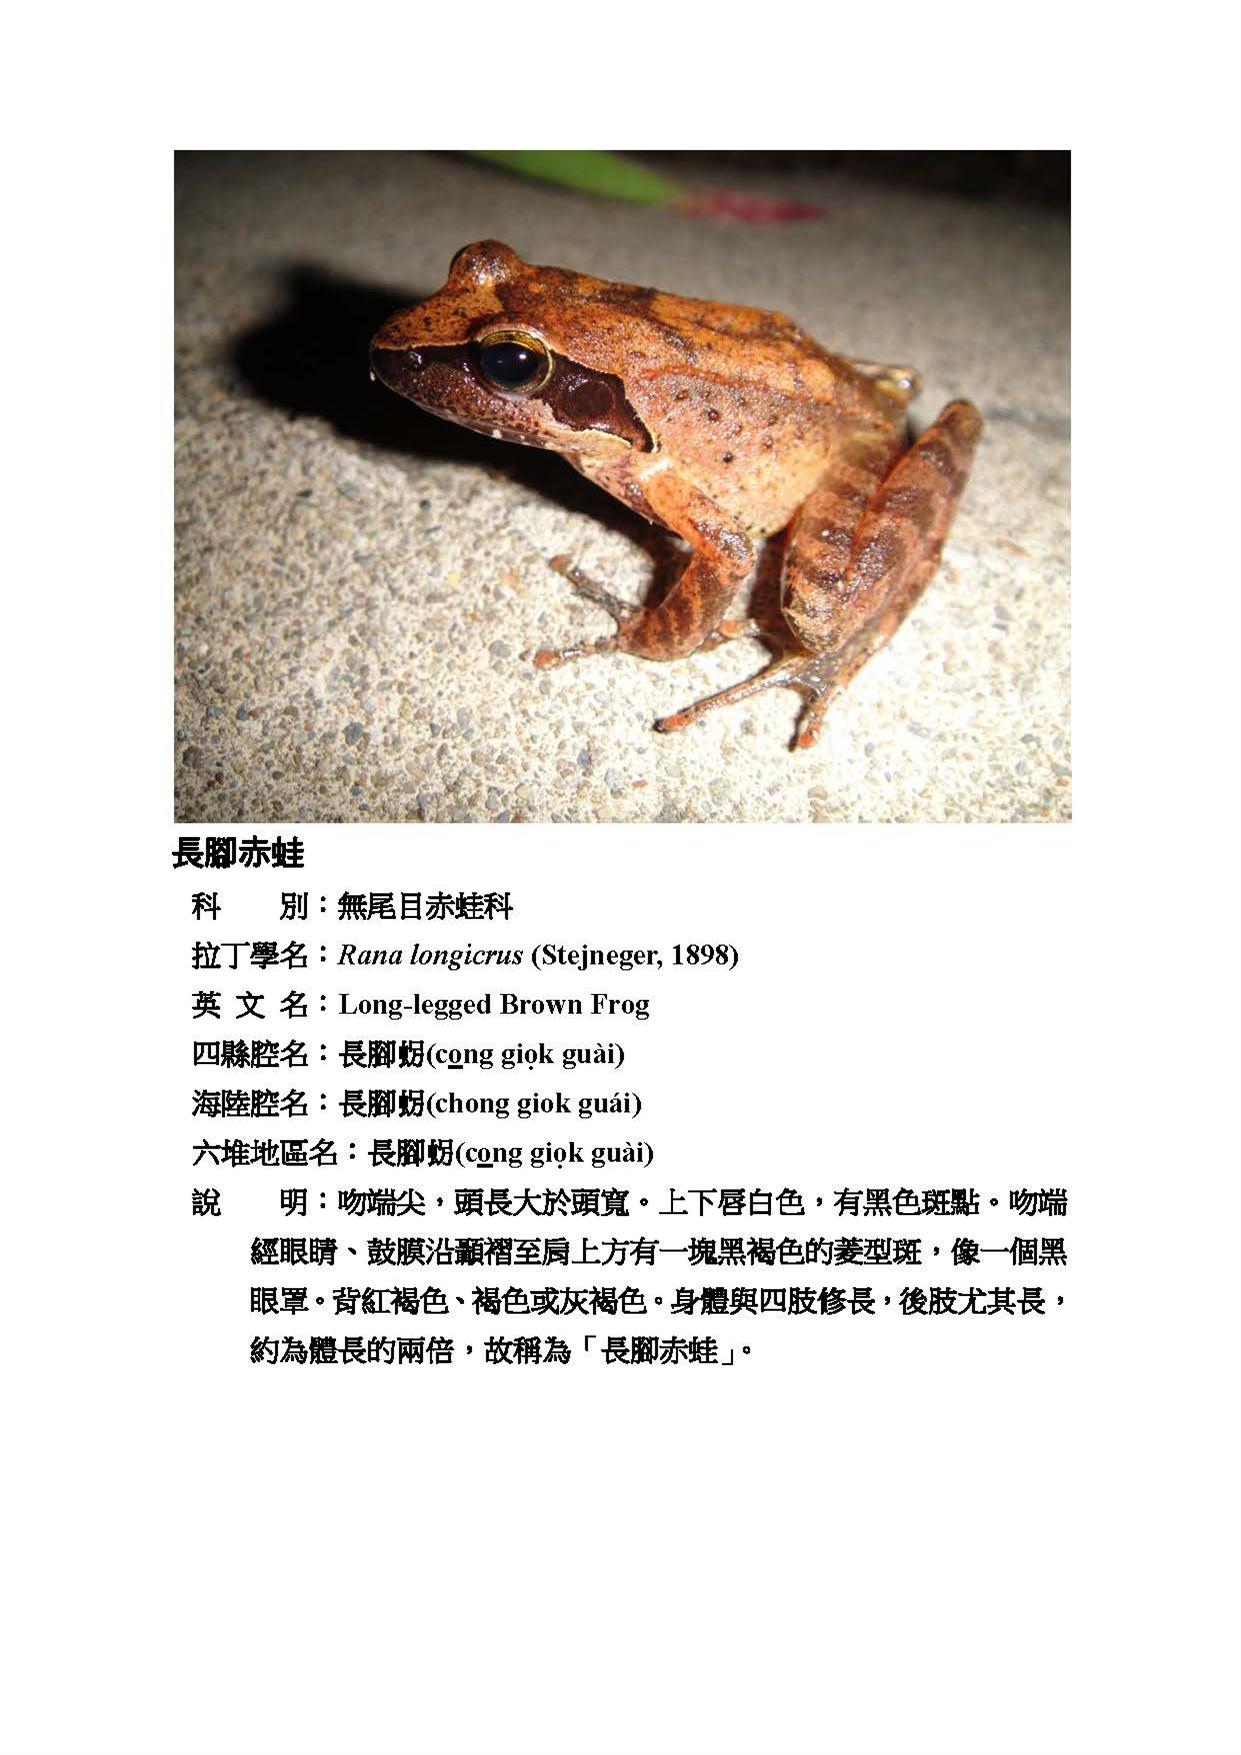 長腳赤蛙
科　　別：無尾目赤蛙科
拉丁學名：Rana longicrus (Stejneger, 1898)
英 文 名：Long-legged Brown Frog
四縣腔名：長腳蜴(co̲ng giọk guài)
海陸腔名：長腳蜴(chong giok guái)
六堆地區名：長腳蜴(co̲ng giọk guài)
說　　明：吻端尖，頭長大於頭寬。上下唇白色，有黑色斑點。吻端
經眼睛、鼓膜沿顳褶至肩上方有一塊黑褐色的菱型斑，像一個黑
眼罩。背紅褐色、褐色或灰褐色。身體與四肢修長，後肢尤其長，
約為體長的兩倍，故稱為「長腳赤蛙」。